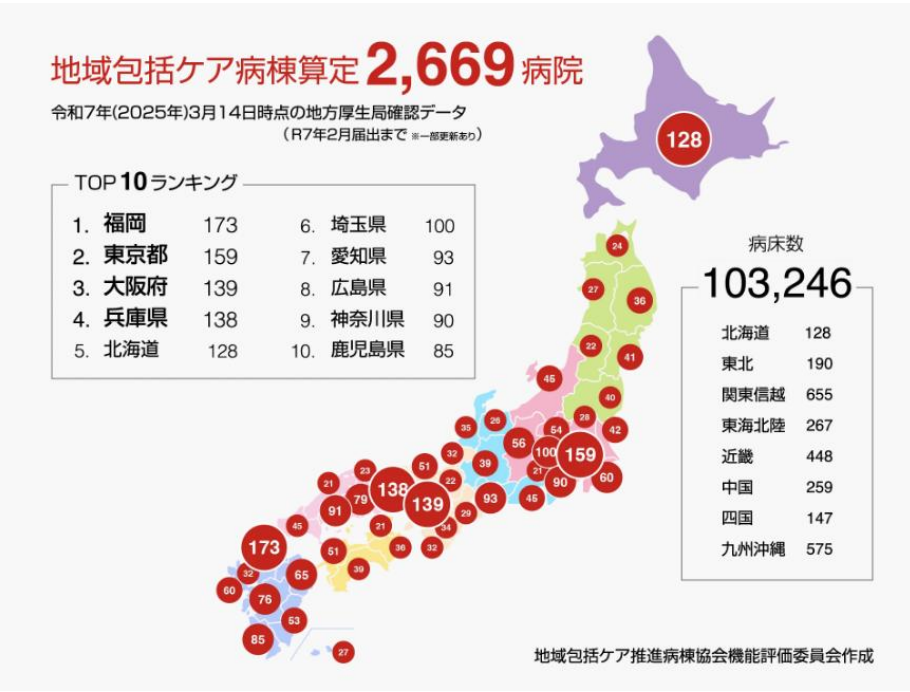 地域包括ケア病棟算定 2,669 病院
令和7年(2025年)3月14日時点の地方厚生局確認データ
(R7年2月届出まで ※一部更新あり)
TOP 10 ランキング
1. 福岡 173
2. 東京都 159
3. 大阪府 139
4. 兵庫県 138
5. 北海道 128
6. 埼玉県 100
7. 愛知県 93
8. 広島県 91
9. 神奈川県 90
10. 鹿児島県 85
病床数
103,246
北海道 128
東北 190
関東信越 655
東海北陸 267
近畿 448
中国 259
四国 147
九州沖縄 575
128
24
27
36
22
41
45
40
28
42
26
35
54
56
100
159
32
39
21
60
51
22
90
23
138
93
45
21
79
139
91
29
45
21
34
173
51
36
32
32
65
39
60
76
53
85
27
地域包括ケア推進病棟協会機能評価委員会作成